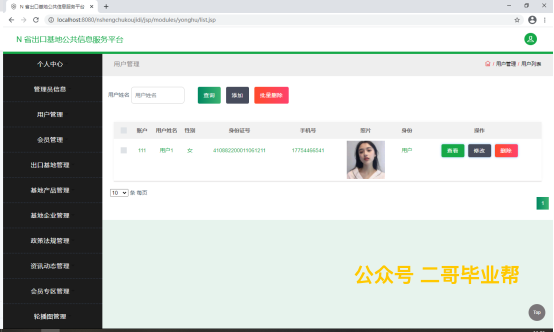 N 省出口基地公共信息服务平台
localhost:8080/nshengchukoujidi/jsp/modules/yonghu/list.jsp
N 省出口基地公共信息服务平台
个人中心
管理员信息
用户管理
会员管理
出口基地管理
基地产品管理
基地企业管理
政策法规管理
资讯动态管理
会员专区管理
轮播图管理
用户管理
/ 用户管理 / 用户列表
用户姓名 用户姓名 查询 添加 批量删除
账户 用户姓名 性别 身份证号 手机号 照片 身份 操作
111 用户1 女 410882200011061211 17754466541 用户 查看 修改 删除
10 条 每页
1
公众号 二哥毕业帮
Top